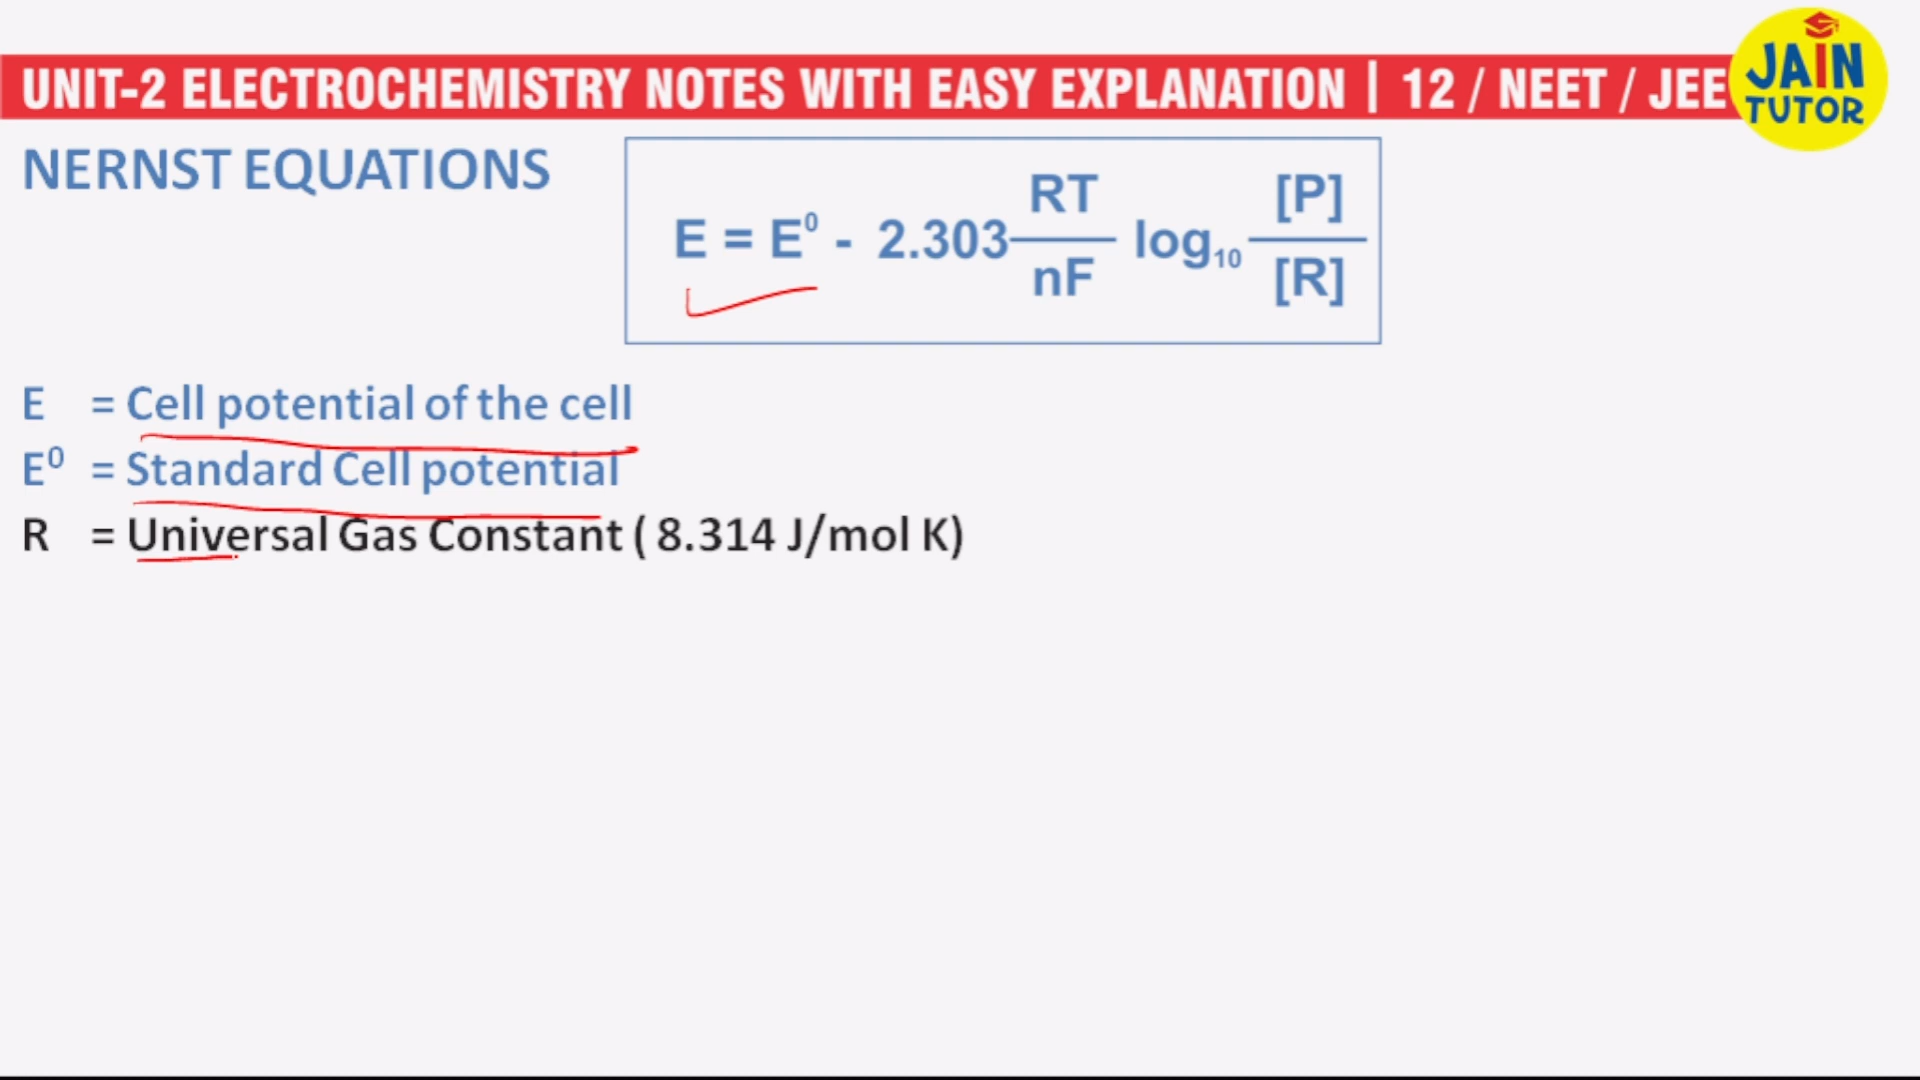 UNIT-2 ELECTROCHEMISTRY NOTES WITH EASY EXPLANATION | 12 / NEET / JEE
JAIN
TUTOR
NERNST EQUATIONS
E = E⁰ - 2.303 RT/nF log₁₀ [P]/[R]
E = Cell potential of the cell
E⁰ = Standard Cell potential
R = Universal Gas Constant ( 8.314 J/mol K)